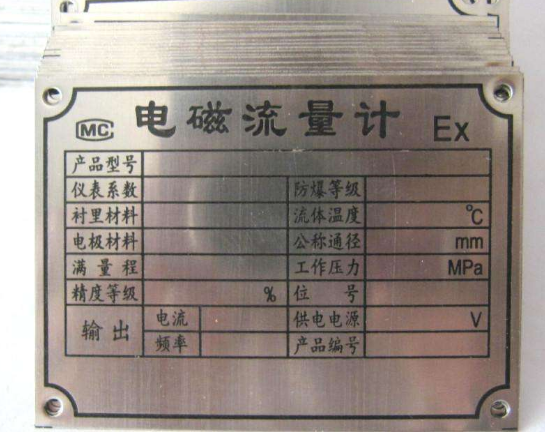 MC 电磁流量计 Ex
产品型号
仪表系数 防爆等级
衬里材料 流体温度 ℃
电极材料 公称通径 mm
满量程 工作压力 MPa
精度等级 % 位号
输出 电流 供电电源 V
频率 产品编号